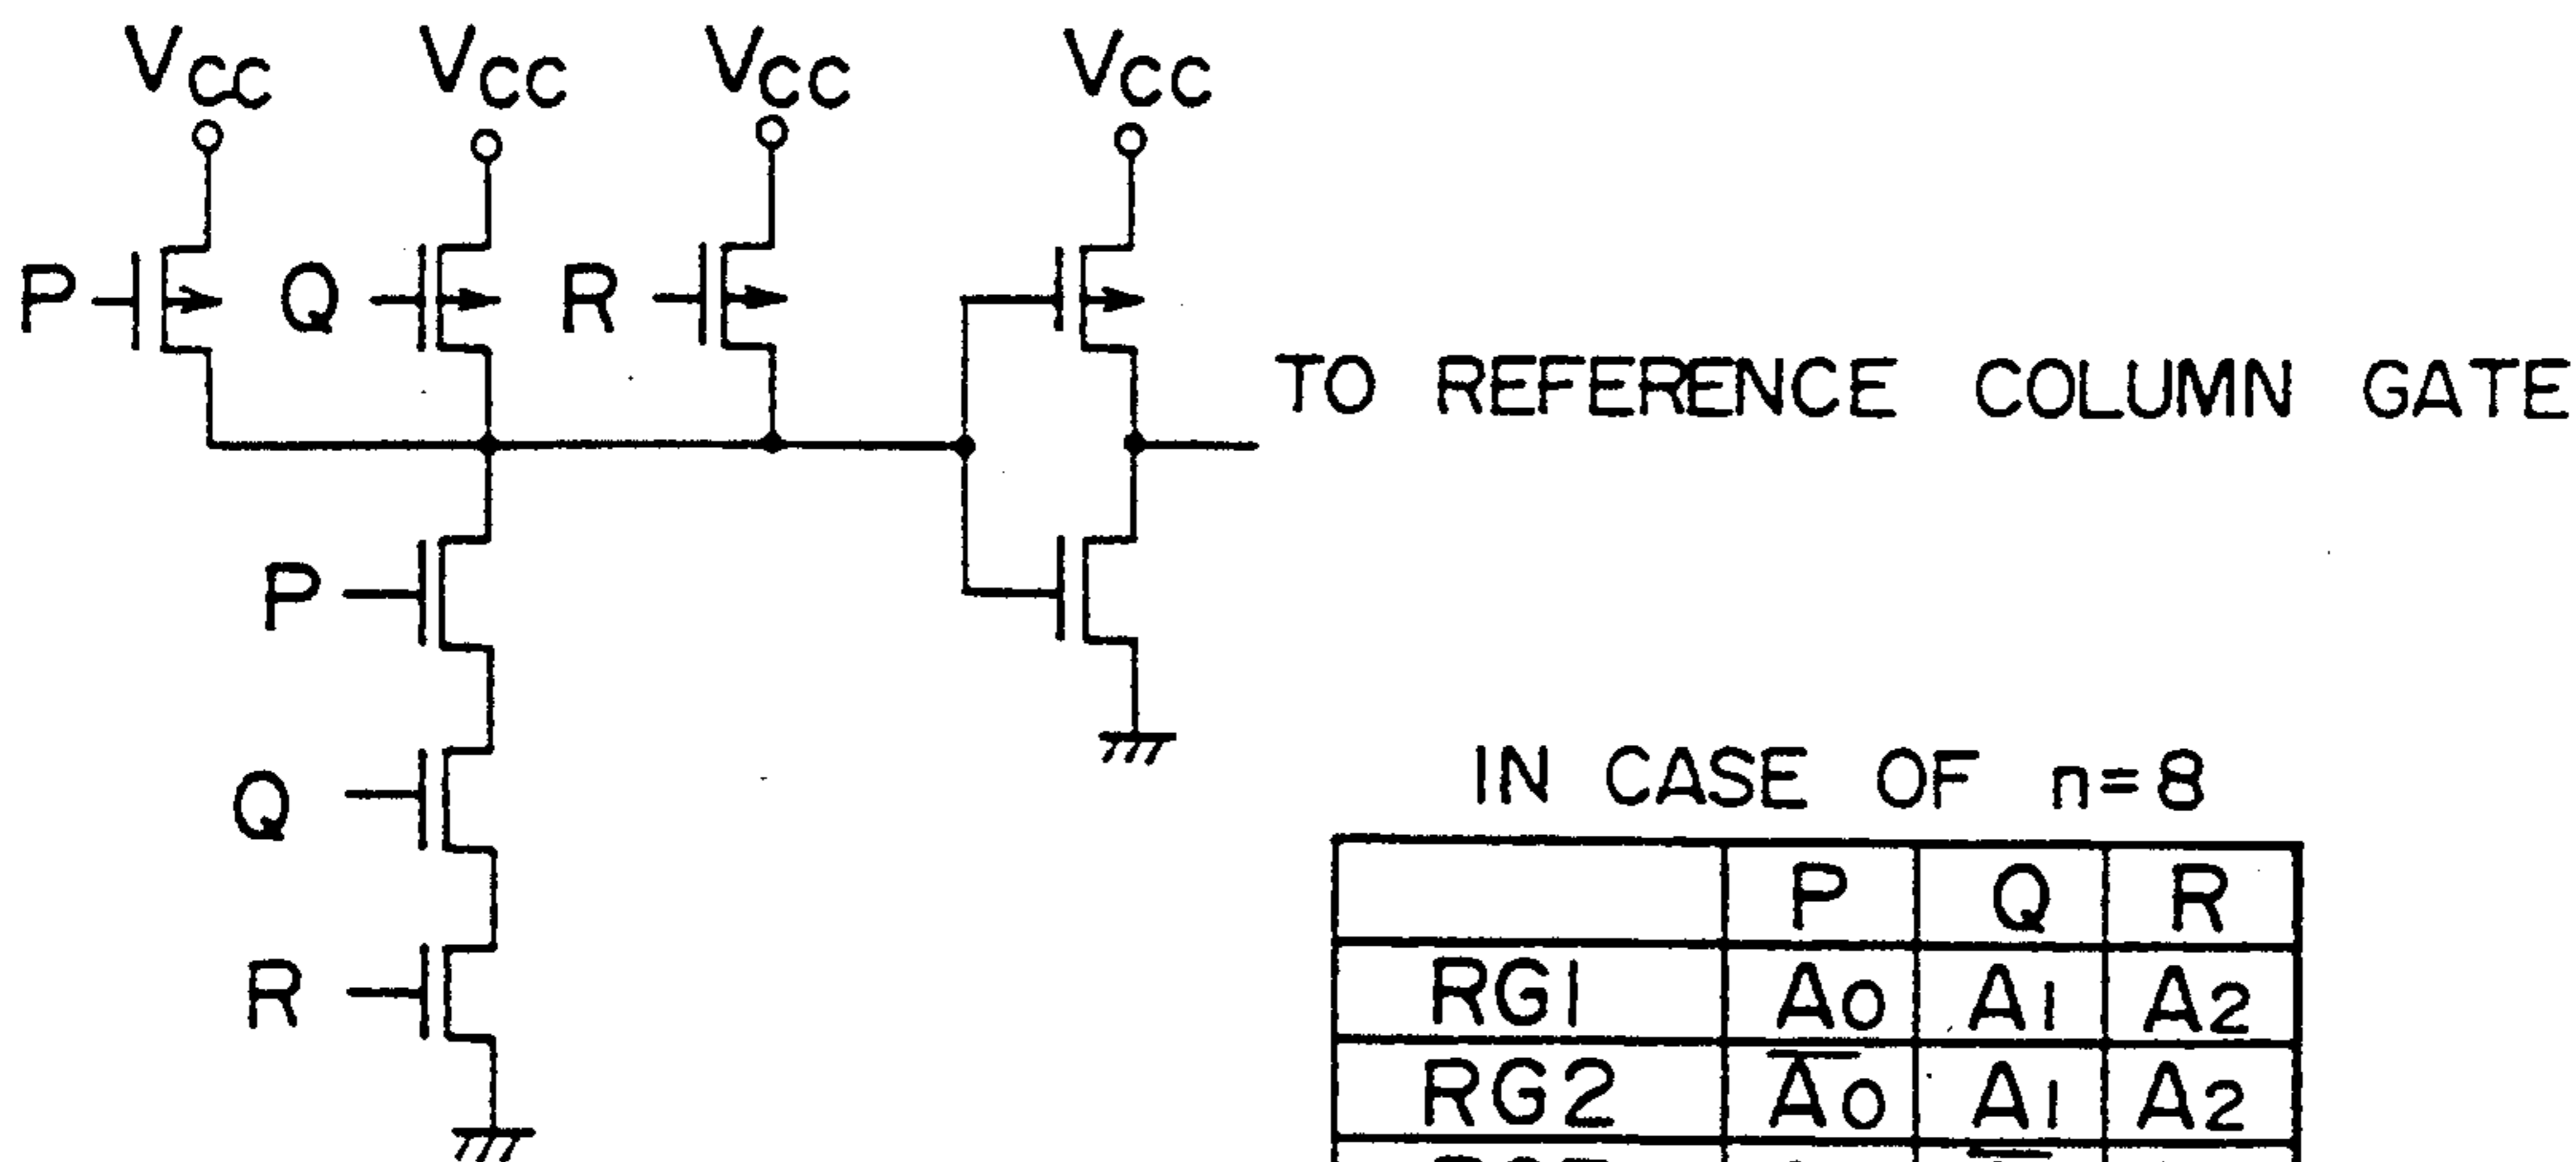 VCC VCC VCC VCC
P Q R
TO REFERENCE COLUMN GATE
P
Q
R
IN CASE OF n=8
P Q R
RG1 A0 A1 A2
RG2 A̅0 A1 A2